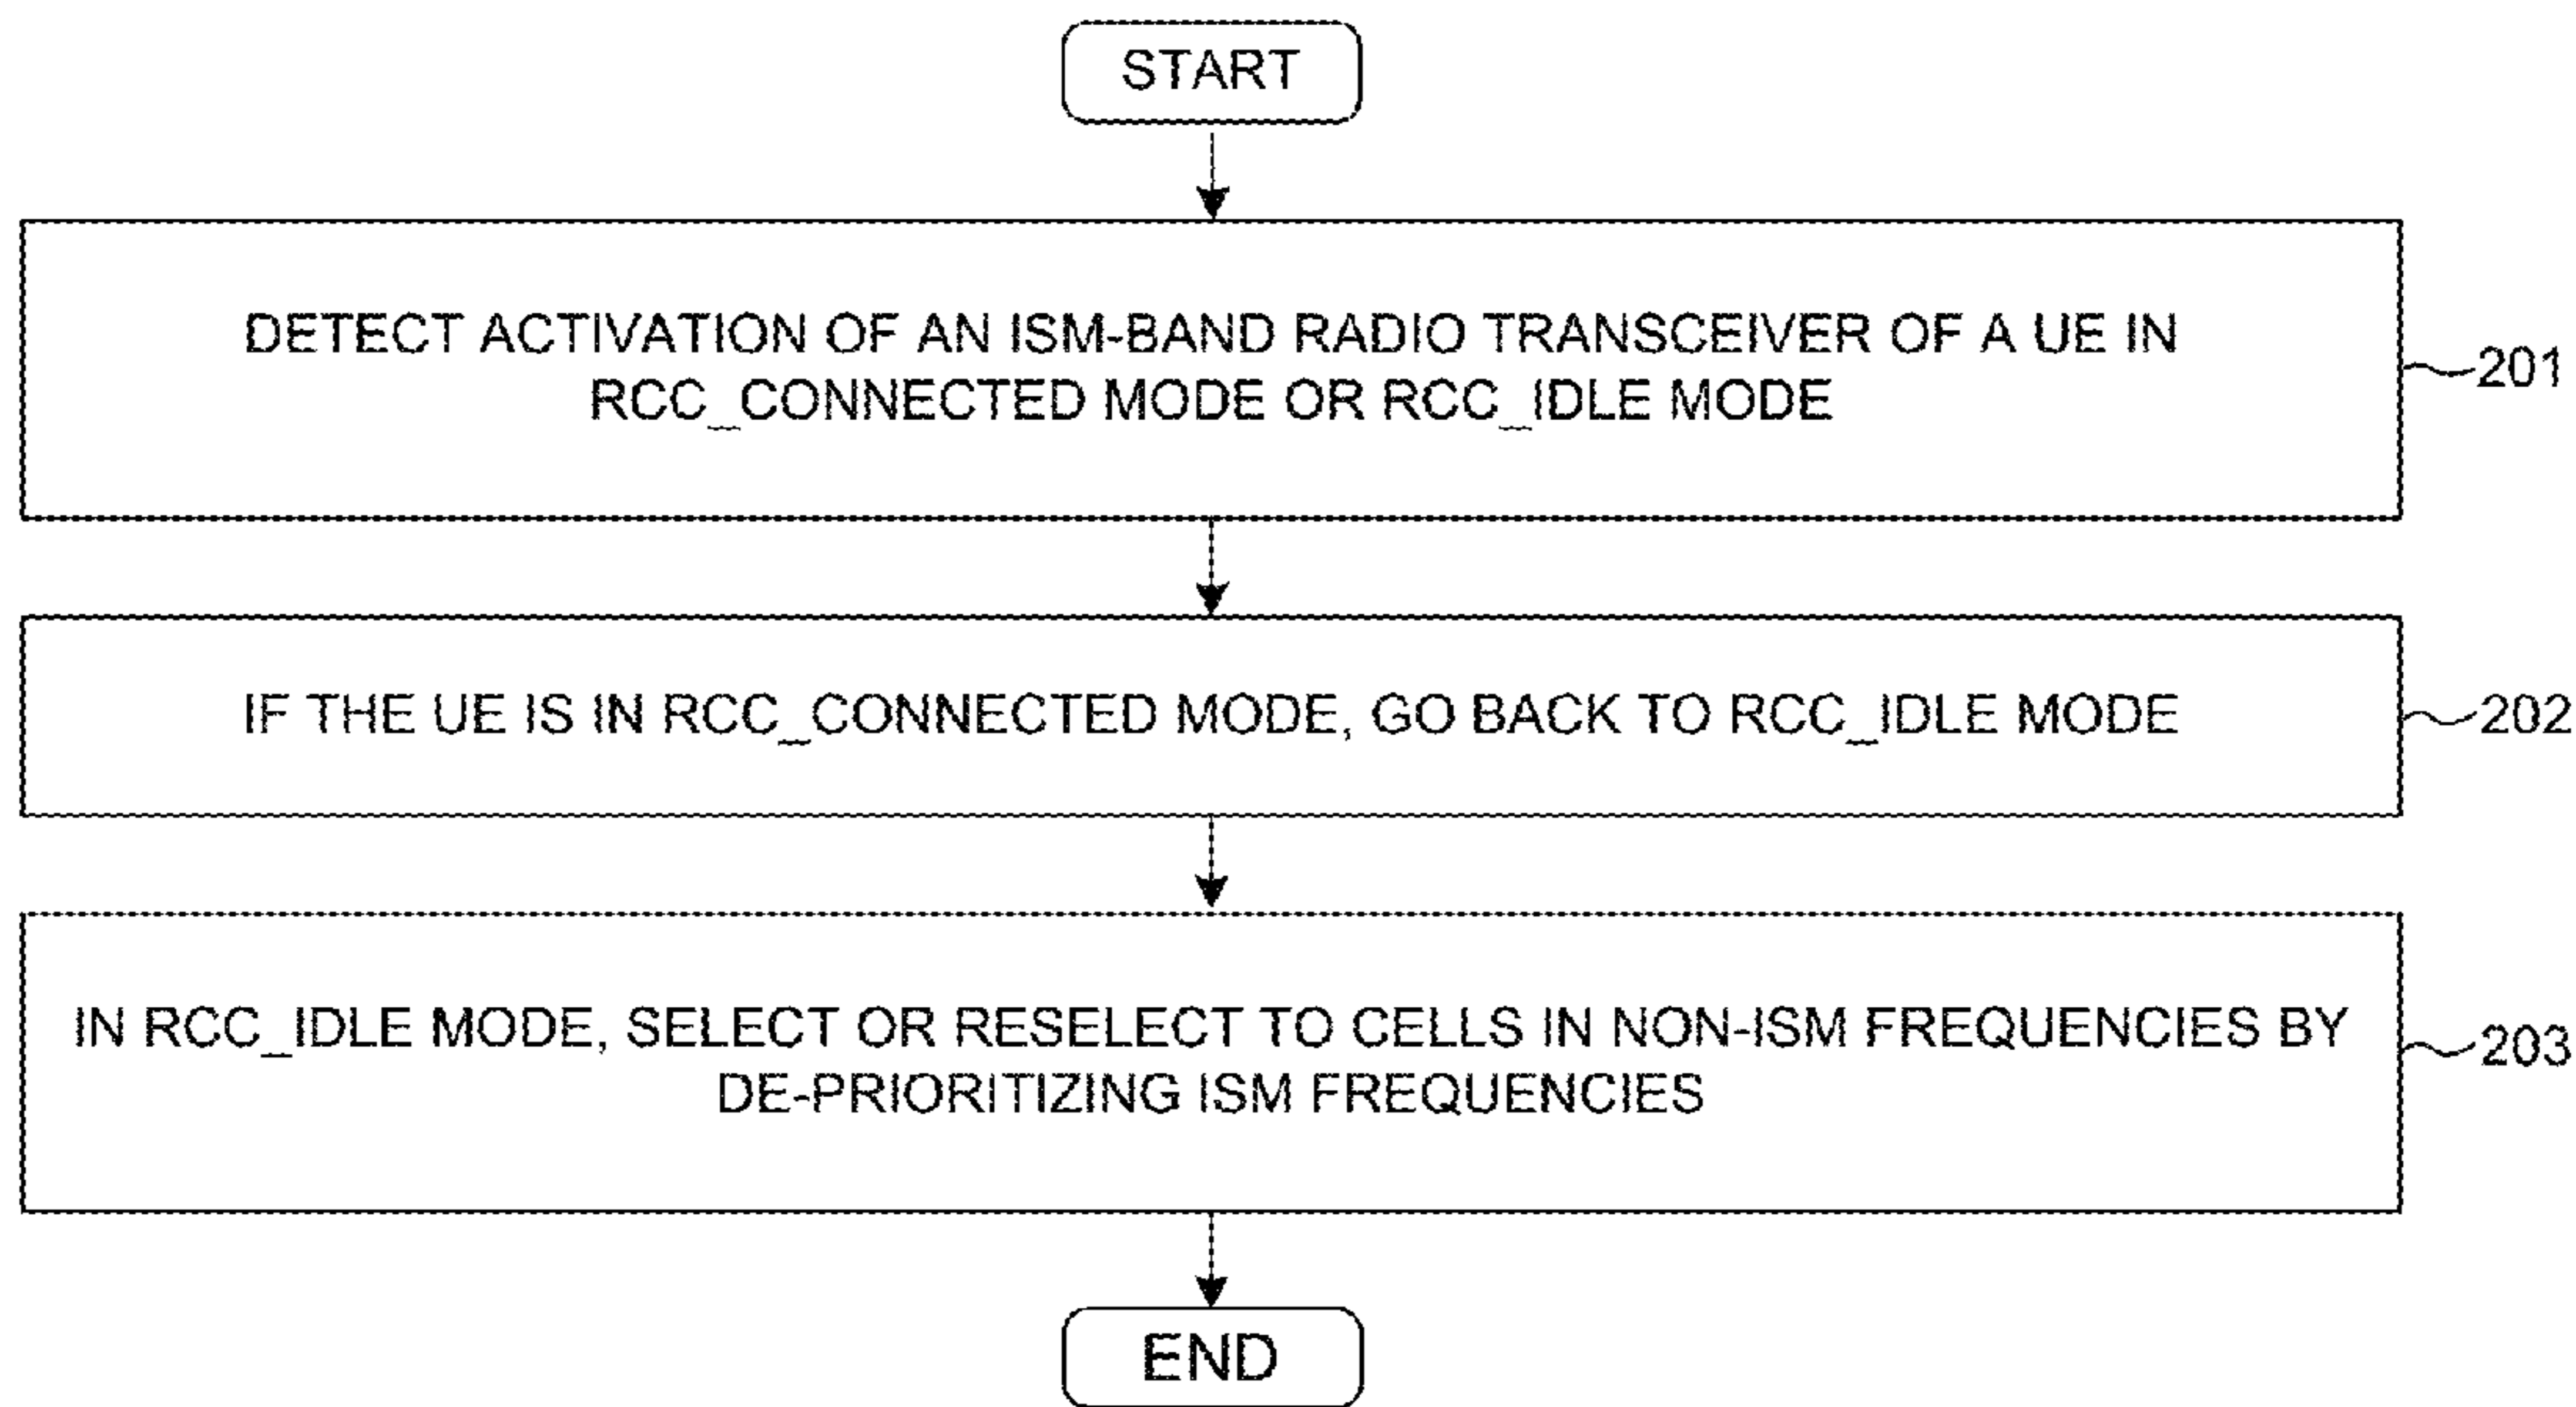 START
DETECT ACTIVATION OF AN ISM-BAND RADIO TRANSCEIVER OF A UE IN
RCC_CONNECTED MODE OR RCC_IDLE MODE
201
IF THE UE IS IN RCC_CONNECTED MODE, GO BACK TO RCC_IDLE MODE
202
IN RCC_IDLE MODE, SELECT OR RESELECT TO CELLS IN NON-ISM FREQUENCIES BY
DE-PRIORITIZING ISM FREQUENCIES
203
END